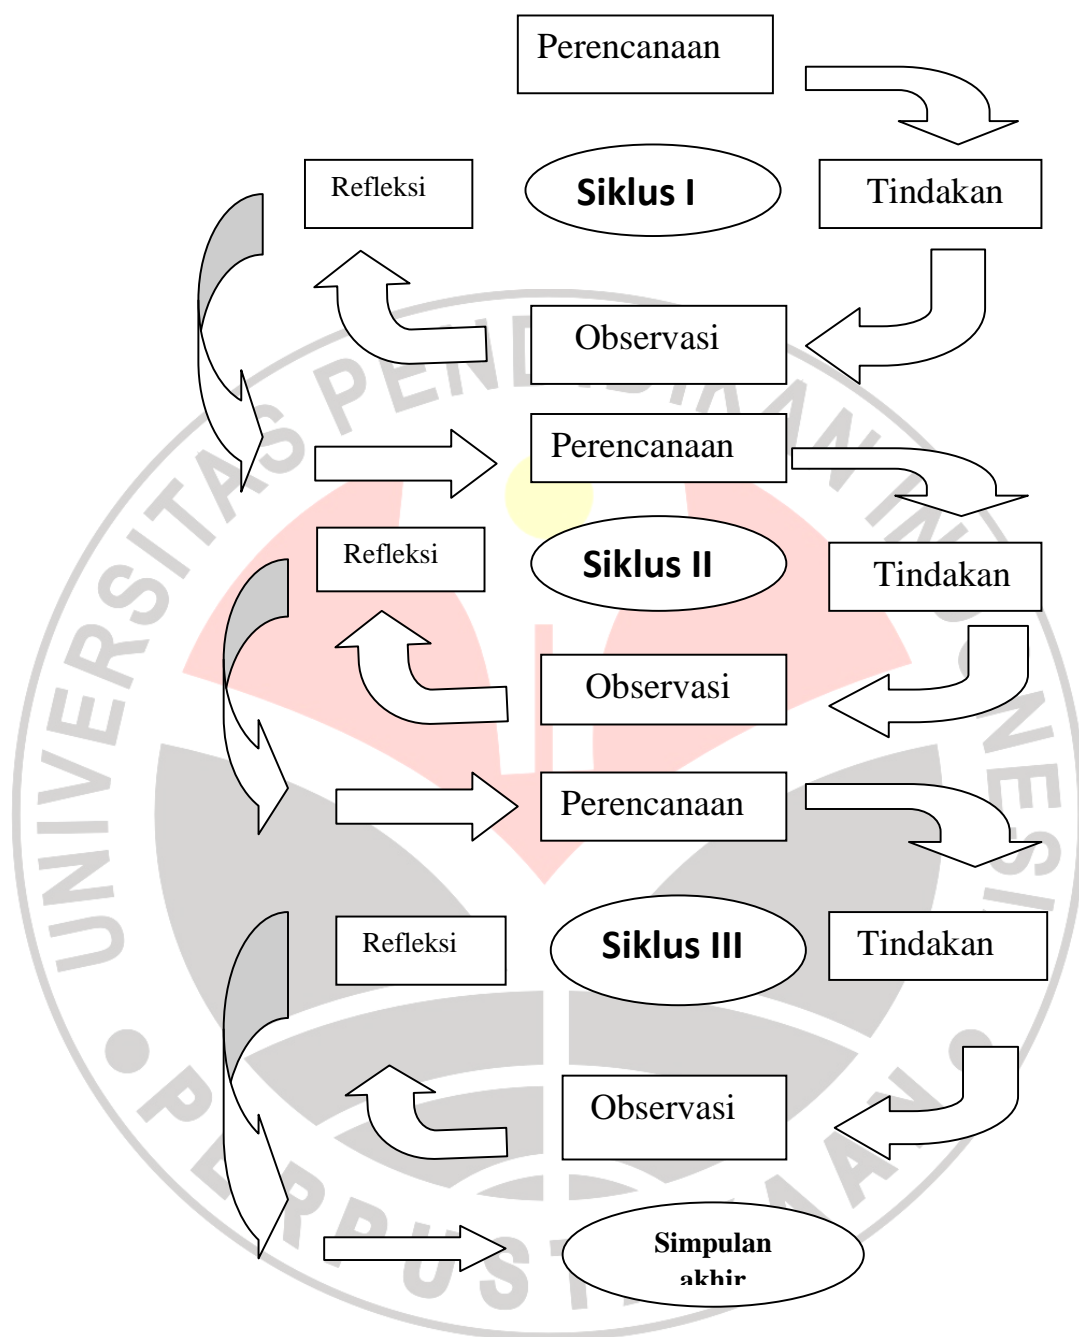 Perencanaan
Refleksi
Siklus I
Tindakan
Observasi
Perencanaan
Refleksi
Siklus II
Tindakan
Observasi
Perencanaan
Refleksi
Siklus III
Tindakan
Observasi
Simpulan
akhir
UNIVERSITAS PENDIDIKAN INDONESIA
PERPUSTAKAAN